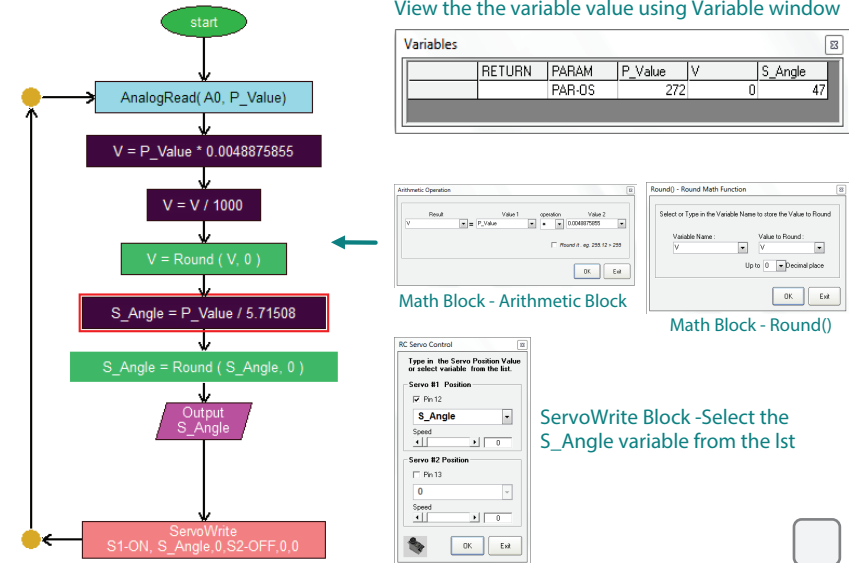 start
AnalogRead( A0, P_Value)
V = P_Value * 0.0048875855
V = V / 1000
V = Round ( V, 0 )
S_Angle = P_Value / 5.71508
S_Angle = Round ( S_Angle, 0 )
Output
S_Angle
ServoWrite
S1-ON, S_Angle,0,S2-OFF,0,0
View the the variable value using Variable window
Variables
RETURN PARAM P_Value V S_Angle
PAR-OS 272 0 47
Arithmetic Operation
Result Value 1 operation Value 2
V = P_Value * 0.0048875855
Round it . eg. 255.12 > 255
OK Exit
Math Block - Arithmetic Block
Round() - Round Math Function
Select or Type in the Variable Name to store the Value to Round
Variable Name : Value to Round :
V V
Up to 0 Decimal place
OK Exit
Math Block - Round()
RC Servo Control
Type in the Servo Position Value
or select variable from the list.
Servo #1 Position
Pin 12
S_Angle
Speed
0
Servo #2 Position
Pin 13
0
Speed
0
OK Exit
ServoWrite Block -Select the
S_Angle variable from the lst